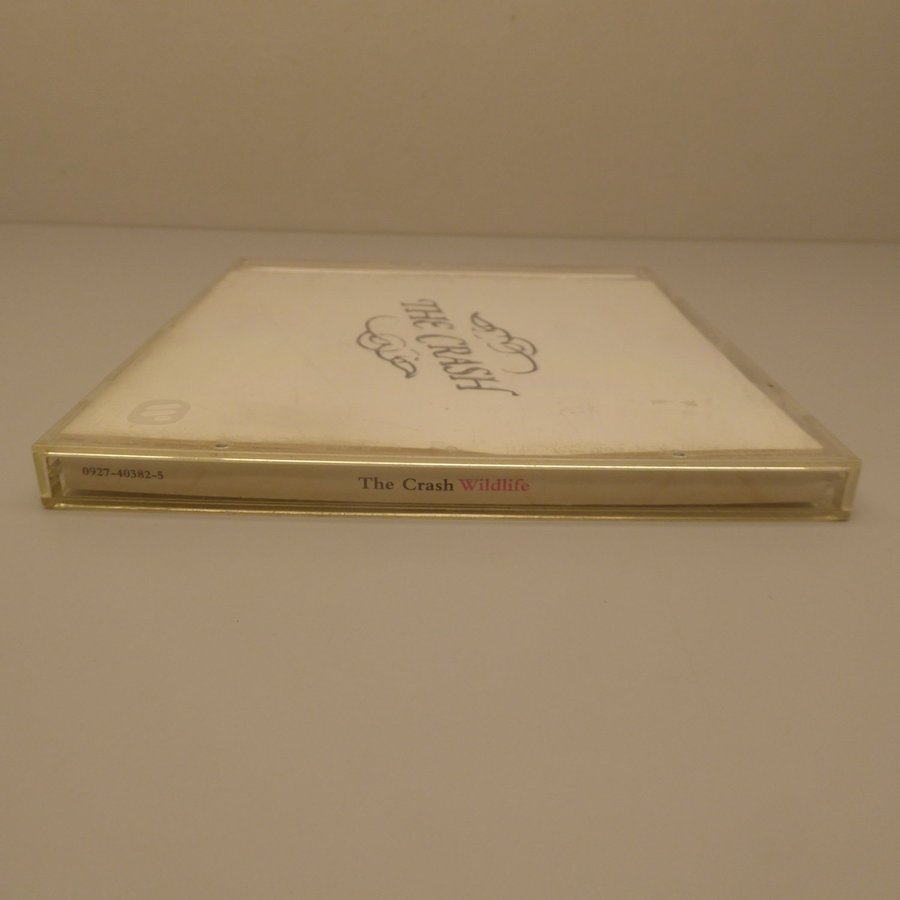 THE CRASH
0927-40382-5
The Crash Wildlife